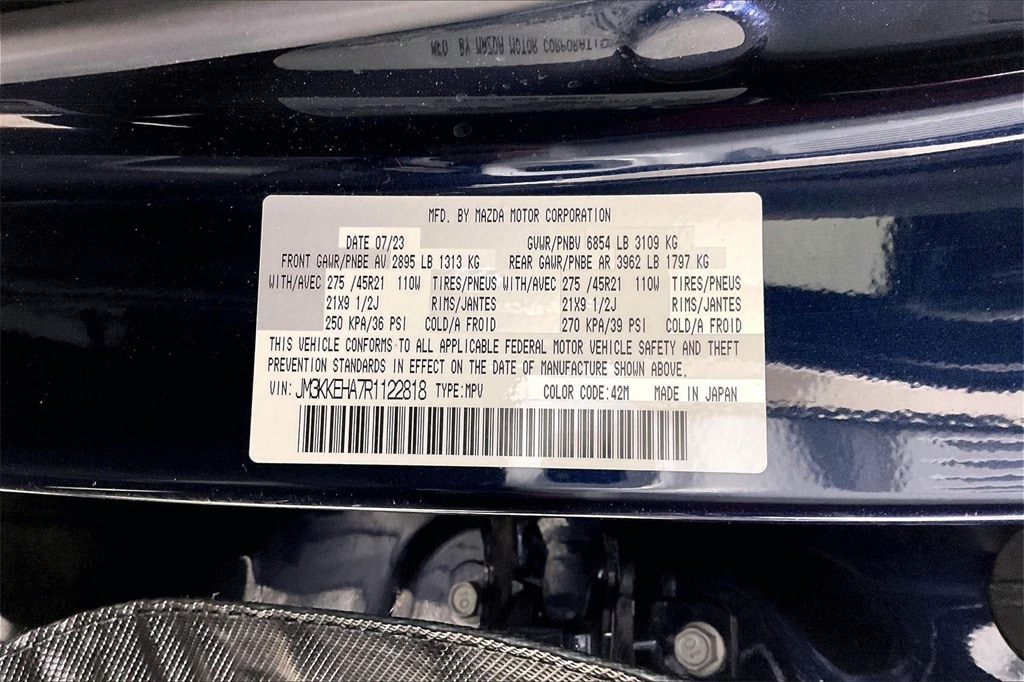 MFD. BY MAZDA MOTOR CORPORATIO
MFD. BY MAZDA MOTOR CORPORATION
DATE 07/23 GVWR/PNBV 6854 LB 3109 KG
FRONT GAWR/PNBE AV 2895 LB 1313 KG REAR GAWR/PNBE AR 3962 LB 1797 KG
WITH/AVEC 275 /45R21 110W TIRES/PNEUS WITH/AVEC 275 /45R21 110W TIRES/PNEUS
21X9 1/2J RIMS/JANTES 21X9 1/2J RIMS/JANTES
250 KPA/36 PSI COLD/A FROID 270 KPA/39 PSI COLD/A FROID
THIS VEHICLE CONFORMS TO ALL APPLICABLE FEDERAL MOTOR VEHICLE SAFETY AND THEFT
PREVENTION STANDARDS IN EFFECT ON THE DATE OF MANUFACTURE SHOWN ABOVE.
VIN: JM3KKEHA7R1122818 TYPE:MPV COLOR CODE:42M MADE IN JAPAN